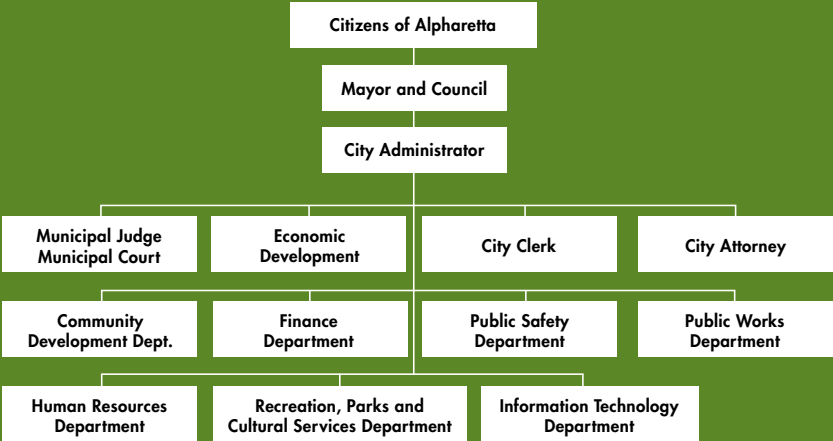 Citizens of Alpharetta
Mayor and Council
City Administrator
Municipal Judge
Municipal Court
Economic
Development
City Clerk
City Attorney
Community
Development Dept.
Finance
Department
Public Safety
Department
Public Works
Department
Human Resources
Department
Recreation, Parks and
Cultural Services Department
Information Technology
Department